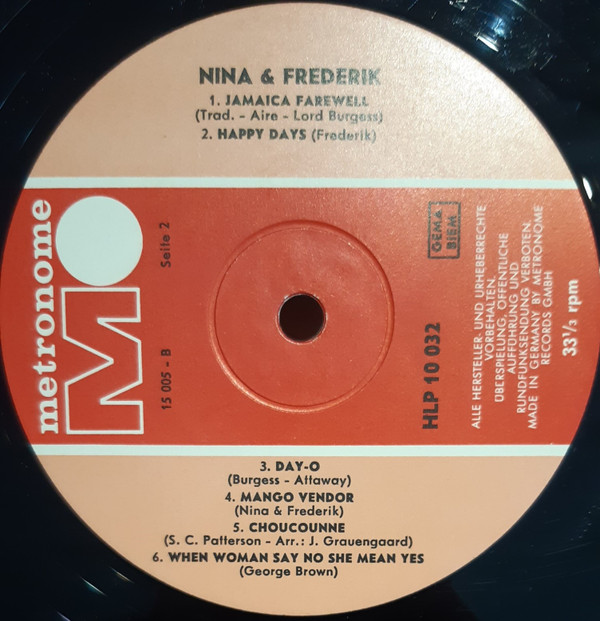 NINA & FREDERIK
1. JAMAICA FAREWELL
(Trad. - Aire - Lord Burgess)
2. HAPPY DAYS (Frederik)
metronome
M
Seite 2
15 005 - B
GEMA
BIEM
HLP 10 032
ALLE HERSTELLER UND URHEBERRECHTE
VORBEHALTEN.
ÜBERSPIELUNG, ÖFFENTLICHE
AUFFÜHRUNG UND
RUNDFUNKSENDUNG VERBOTEN.
MADE IN GERMANY BY METRONOME
RECORDS GMBH
33⅓ rpm
3. DAY-O
(Burgess - Attaway)
4. MANGO VENDOR
(Nina & Frederik)
5. CHOUCOUNNE
(S. C. Patterson - Arr.: J. Grauengaard)
6. WHEN WOMAN SAY NO SHE MEAN YES
(George Brown)